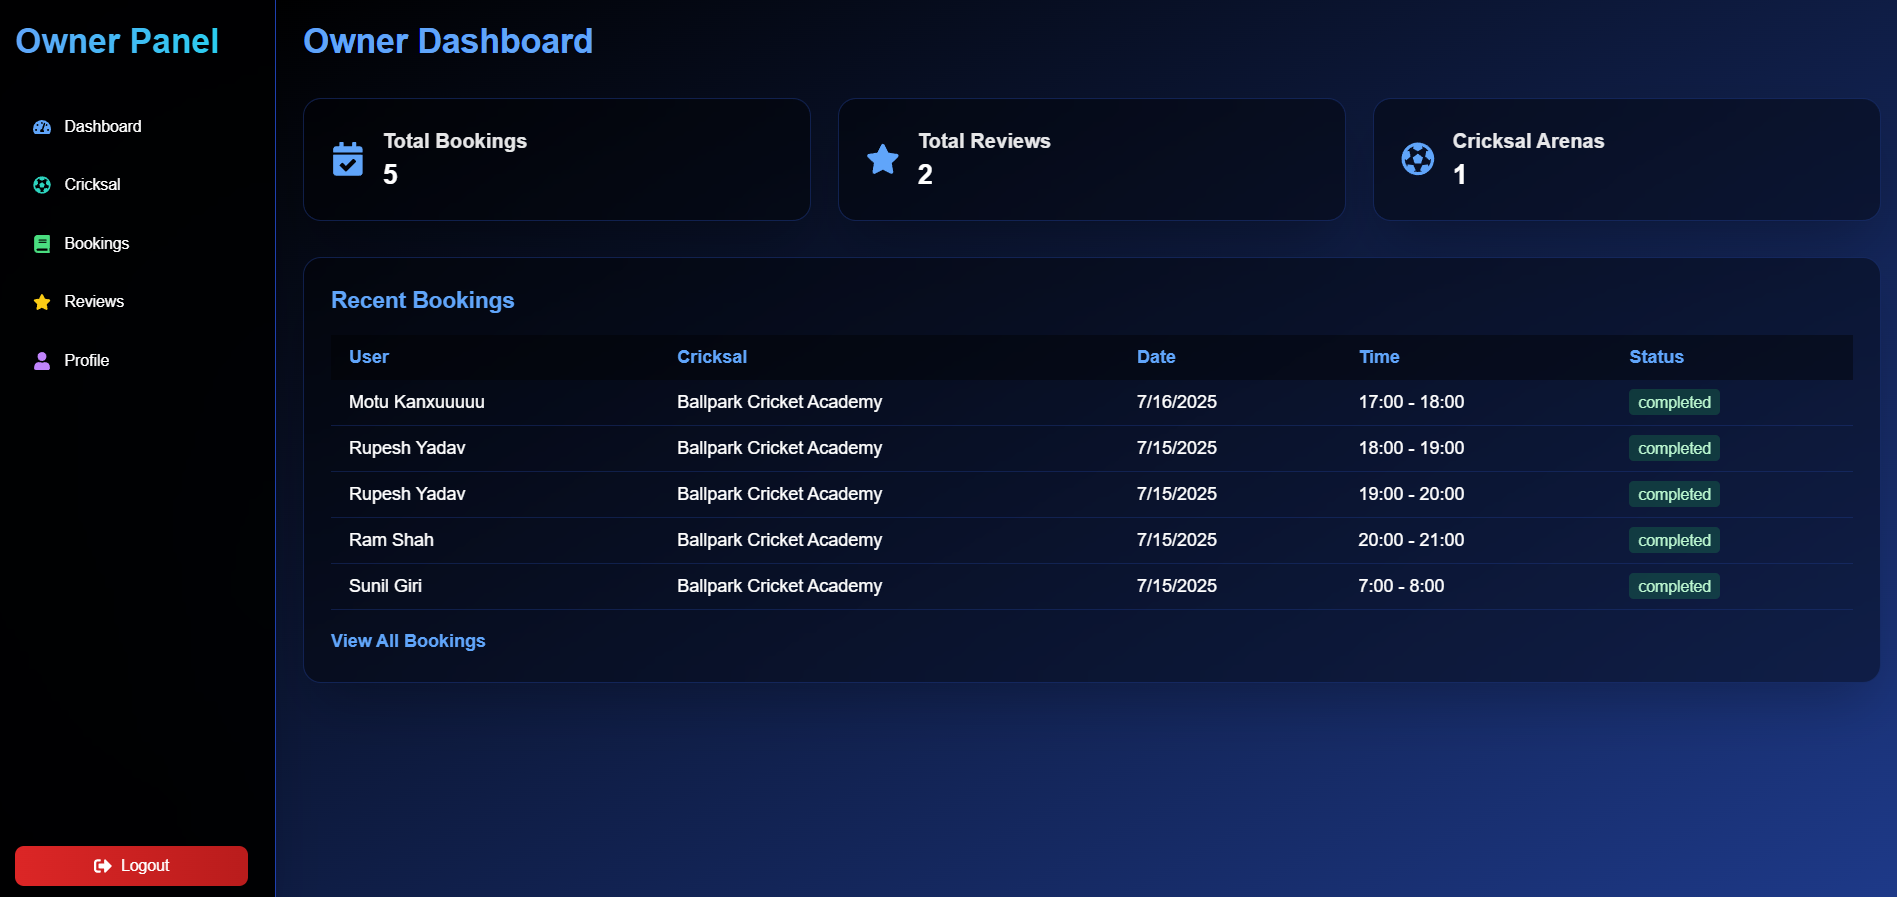 Owner Panel
Dashboard
Cricksal
Bookings
Reviews
Profile
Logout
Owner Dashboard
Total Bookings
5
Total Reviews
2
Cricksal Arenas
1
Recent Bookings
User Cricksal Date Time Status
Motu Kanxuuuuu Ballpark Cricket Academy 7/16/2025 17:00 - 18:00 completed
Rupesh Yadav Ballpark Cricket Academy 7/15/2025 18:00 - 19:00 completed
Rupesh Yadav Ballpark Cricket Academy 7/15/2025 19:00 - 20:00 completed
Ram Shah Ballpark Cricket Academy 7/15/2025 20:00 - 21:00 completed
Sunil Giri Ballpark Cricket Academy 7/15/2025 7:00 - 8:00 completed
View All Bookings